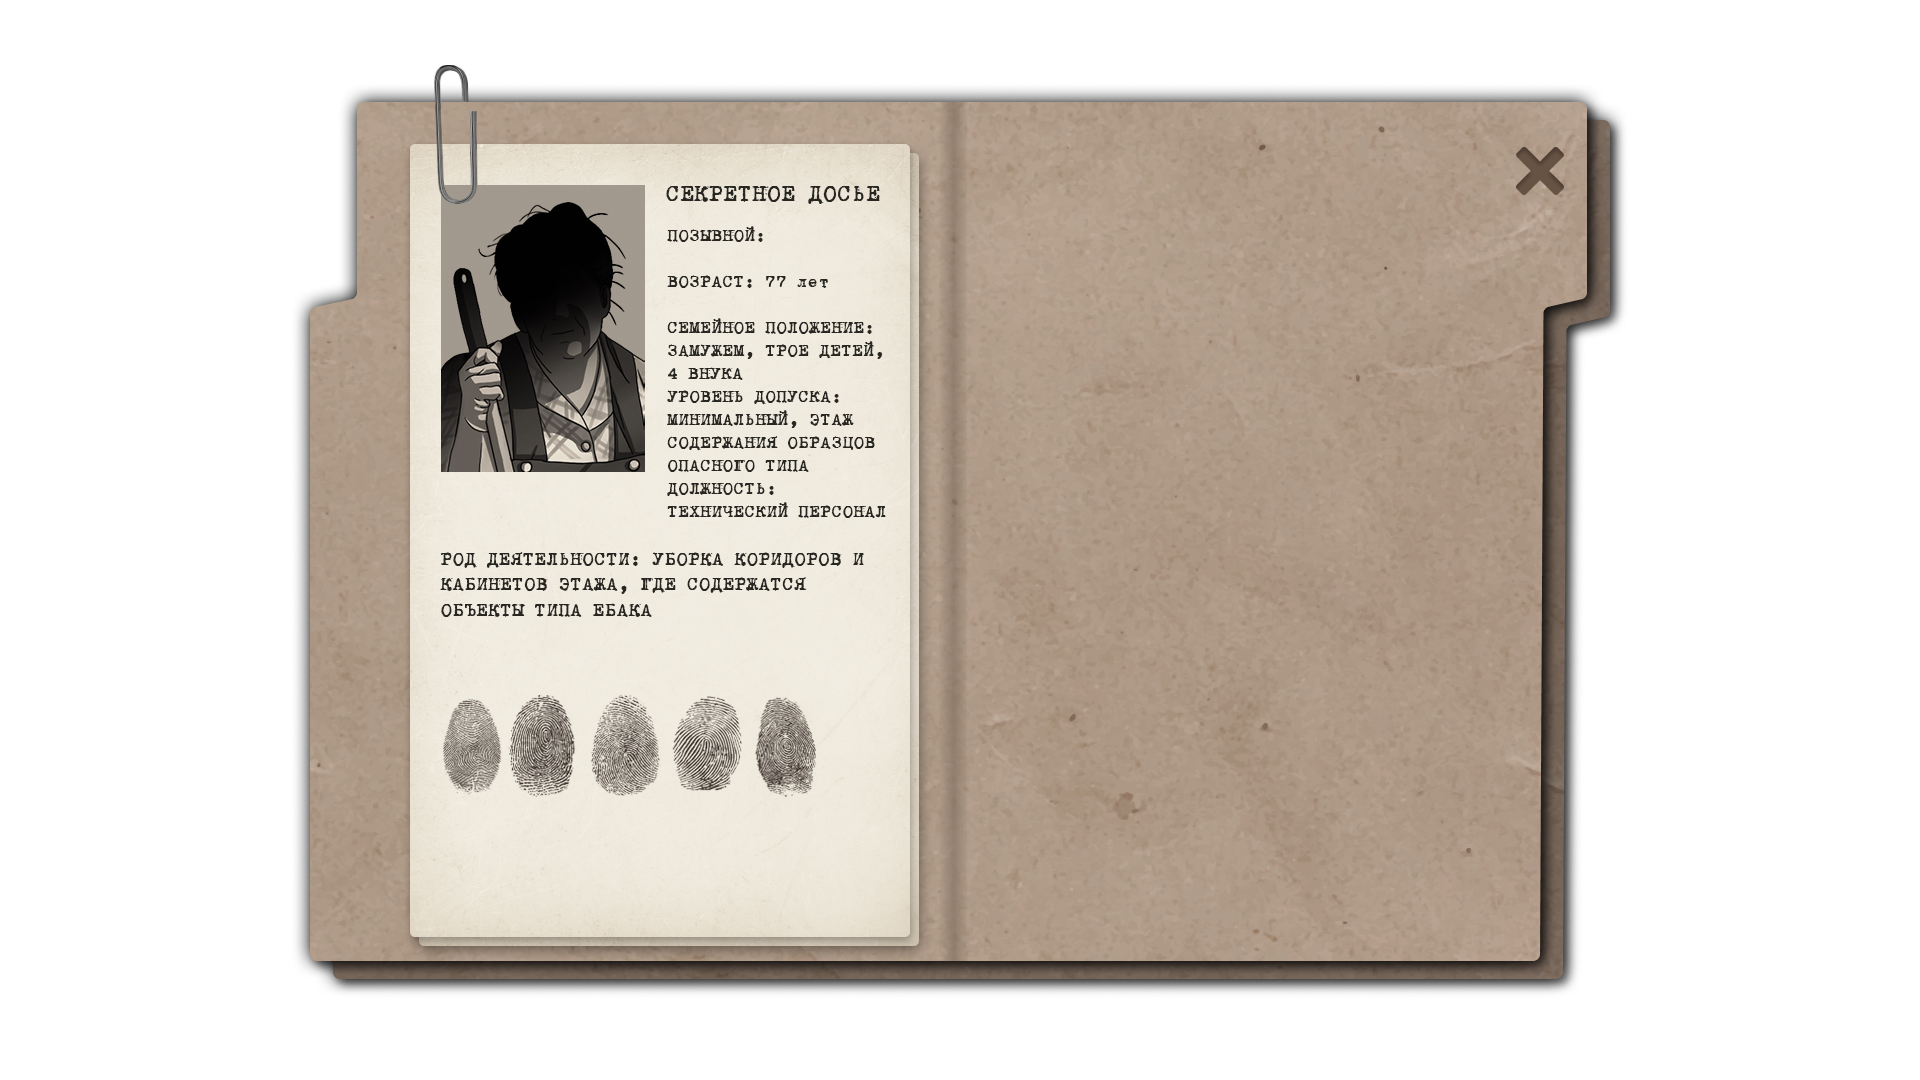 СЕКРЕТНОЕ ДОСЬЕ
ПОЗЫВНОЙ:
ВОЗРАСТ: 77 лет
СЕМЕЙНОЕ ПОЛОЖЕНИЕ:
ЗАМУЖЕМ, ТРОЕ ДЕТЕЙ,
4 ВНУКА
УРОВЕНЬ ДОПУСКА:
МИНИМАЛЬНЫЙ, ЭТАЖ
СОДЕРЖАНИЯ ОБРАЗЦОВ
ОПАСНОГО ТИПА
ДОЛЖНОСТЬ:
ТЕХНИЧЕСКИЙ ПЕРСОНАЛ
РОД ДЕЯТЕЛЬНОСТИ: УБОРКА КОРИДОРОВ И
КАБИНЕТОВ ЭТАЖА, ГДЕ СОДЕРЖАТСЯ
ОБЪЕКТЫ ТИПА ЕБАКА